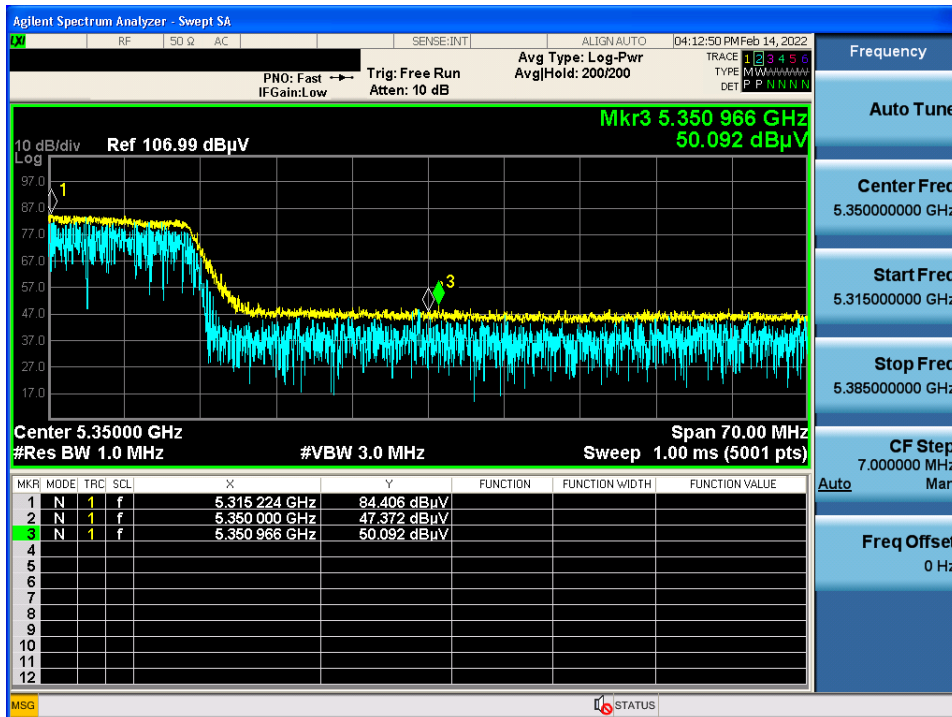 Agilent Spectrum Analyzer - Swept SA
LXI RF 50 Ω AC SENSE:INT ALIGN AUTO 04:12:50 PM Feb 14, 2022
PNO: Fast
IFGain:Low
Trig: Free Run
Atten: 10 dB
Avg Type: Log-Pwr
Avg|Hold: 200/200
TRACE 1 2 3 4 5 6
TYPE M W W W W W
DET P P N N N N
Mkr3 5.350 966 GHz
50.092 dBµV
10 dB/div Ref 106.99 dBµV
Log
97.0
87.0
77.0
67.0
57.0
47.0
37.0
27.0
17.0
1
3
Center 5.35000 GHz Span 70.00 MHz
#Res BW 1.0 MHz #VBW 3.0 MHz Sweep 1.00 ms (5001 pts)
MKR MODE TRC SCL X Y FUNCTION FUNCTION WIDTH FUNCTION VALUE
1 N 1 f 5.315 224 GHz 84.406 dBµV
2 N 1 f 5.350 000 GHz 47.372 dBµV
3 N 1 f 5.350 966 GHz 50.092 dBµV
4
5
6
7
8
9
10
11
12
MSG STATUS
Frequency
Auto Tune
Center Freq
5.350000000 GHz
Start Freq
5.315000000 GHz
Stop Freq
5.385000000 GHz
CF Step
7.000000 MHz
Auto Man
Freq Offset
0 Hz